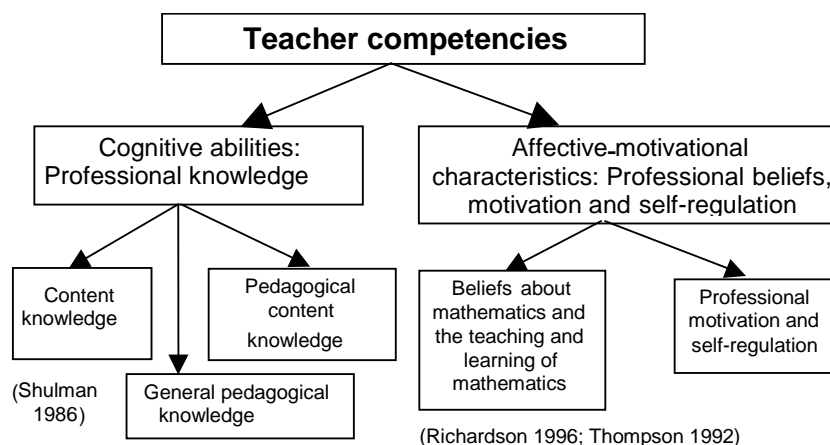 Teacher competencies
Cognitive abilities:
Professional knowledge
Affective-motivational
characteristics: Professional beliefs,
motivation and self-regulation
Content
knowledge
Pedagogical
content
knowledge
General pedagogical
knowledge
(Shulman
1986)
Beliefs about
mathematics and
the teaching and
learning of
mathematics
Professional
motivation and
self-regulation
(Richardson 1996; Thompson 1992)